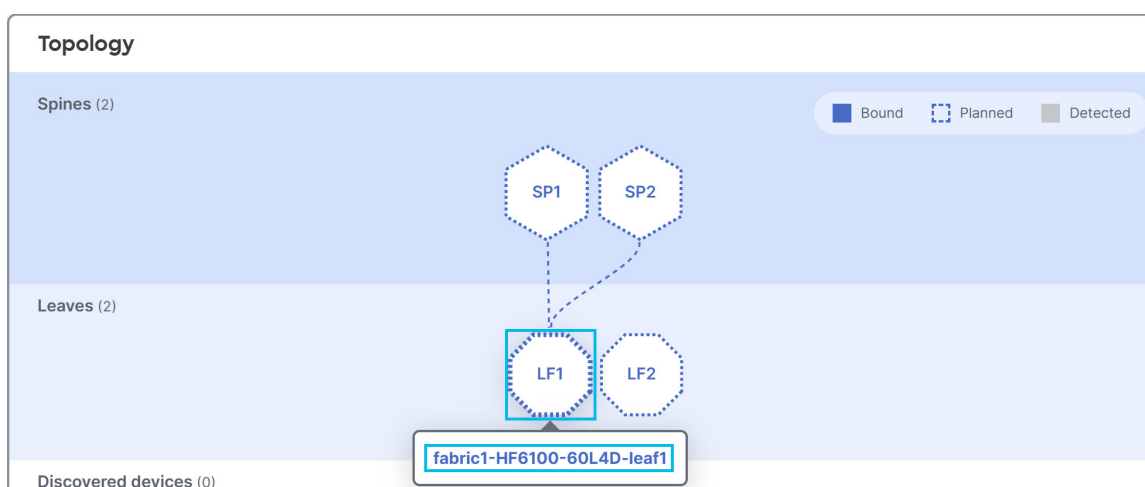 Topology
Spines (2)
Bound Planned Detected
SP1 SP2
Leaves (2)
LF1 LF2
fabric1-HF6100-60L4D-leaf1
Discovered devices (0)